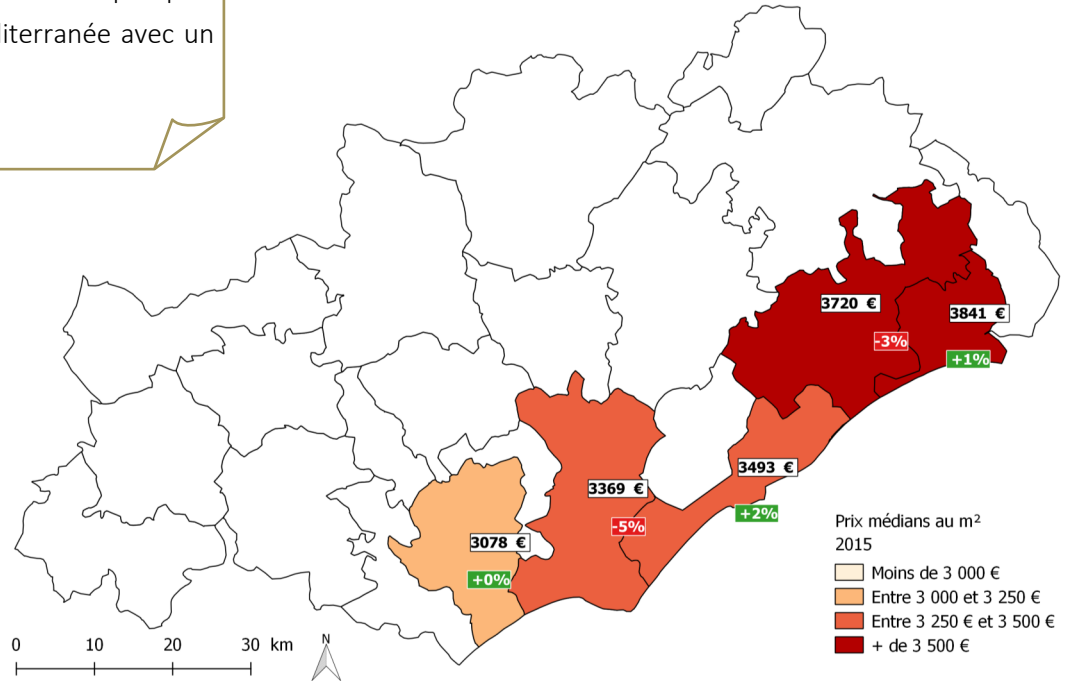 diterranée avec un
3720 €
3841 €
-3%
+1%
3493 €
3369 €
+2%
-5%
3078 €
+0%
Prix médians au m²
2015
Moins de 3 000 €
Entre 3 000 et 3 250 €
Entre 3 250 € et 3 500 €
+ de 3 500 €
0 10 20 30 km
N